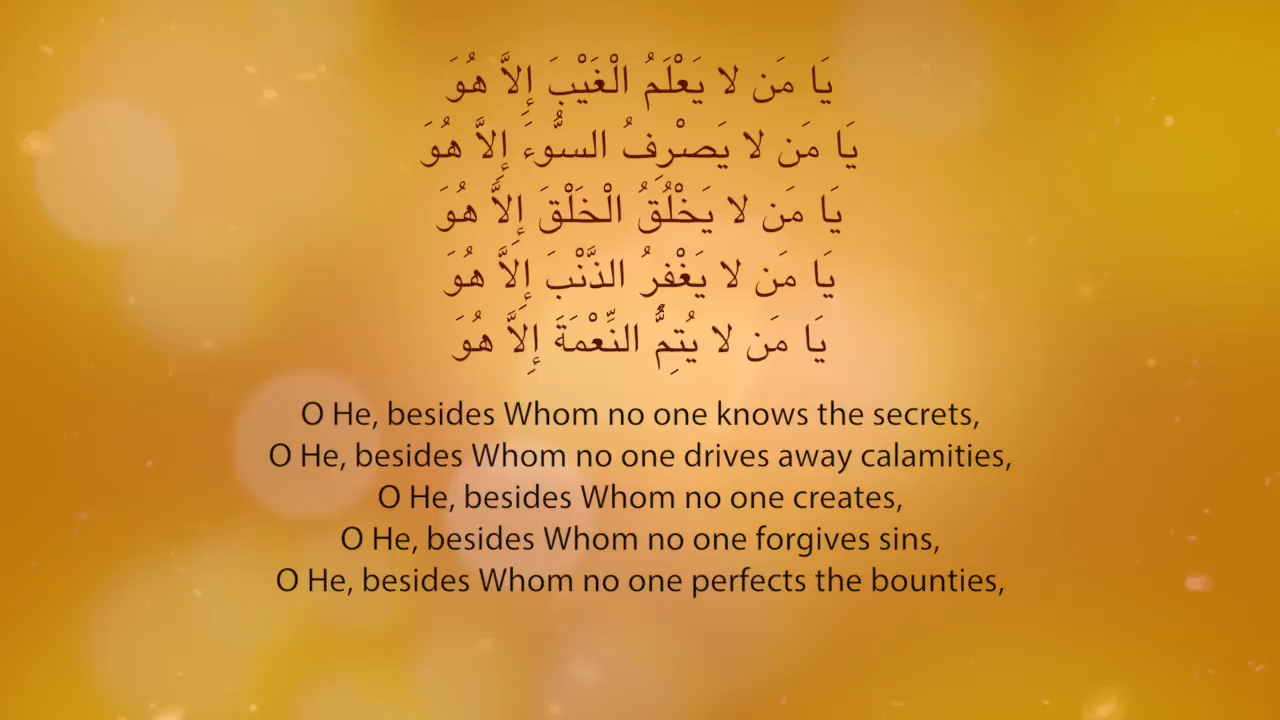 يَا مَن لا يَعْلَمُ الْغَيْبَ إِلاَّ هُوَ
يَا مَن لا يَصْرِفُ السُّوءَ إِلاَّ هُوَ
يَا مَن لا يَخْلُقُ الْخَلْقَ إِلاَّ هُوَ
يَا مَن لا يَغْفِرُ الذَّنْبَ إِلاَّ هُوَ
يَا مَن لا يُتِمُّ النِّعْمَةَ إِلاَّ هُوَ
O He, besides Whom no one knows the secrets,
O He, besides Whom no one drives away calamities,
O He, besides Whom no one creates,
O He, besides Whom no one forgives sins,
O He, besides Whom no one perfects the bounties,